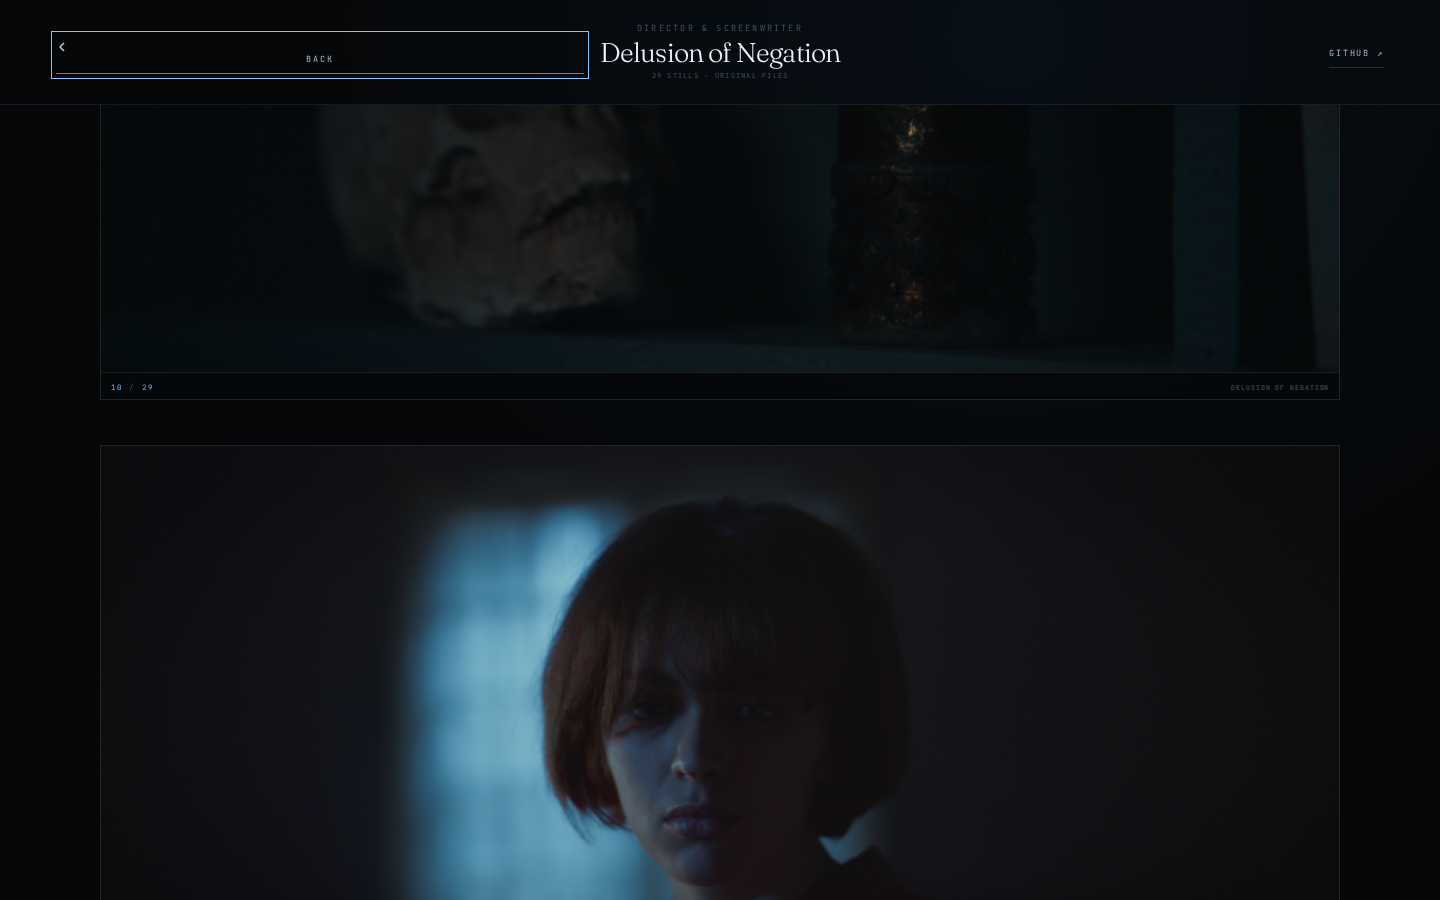 DIRECTOR & SCREENWRITER
BACK
Delusion of Negation
GITHUB ↗
29 STILLS · ORIGINAL FILES
10 / 29
DELUSION OF NEGATION